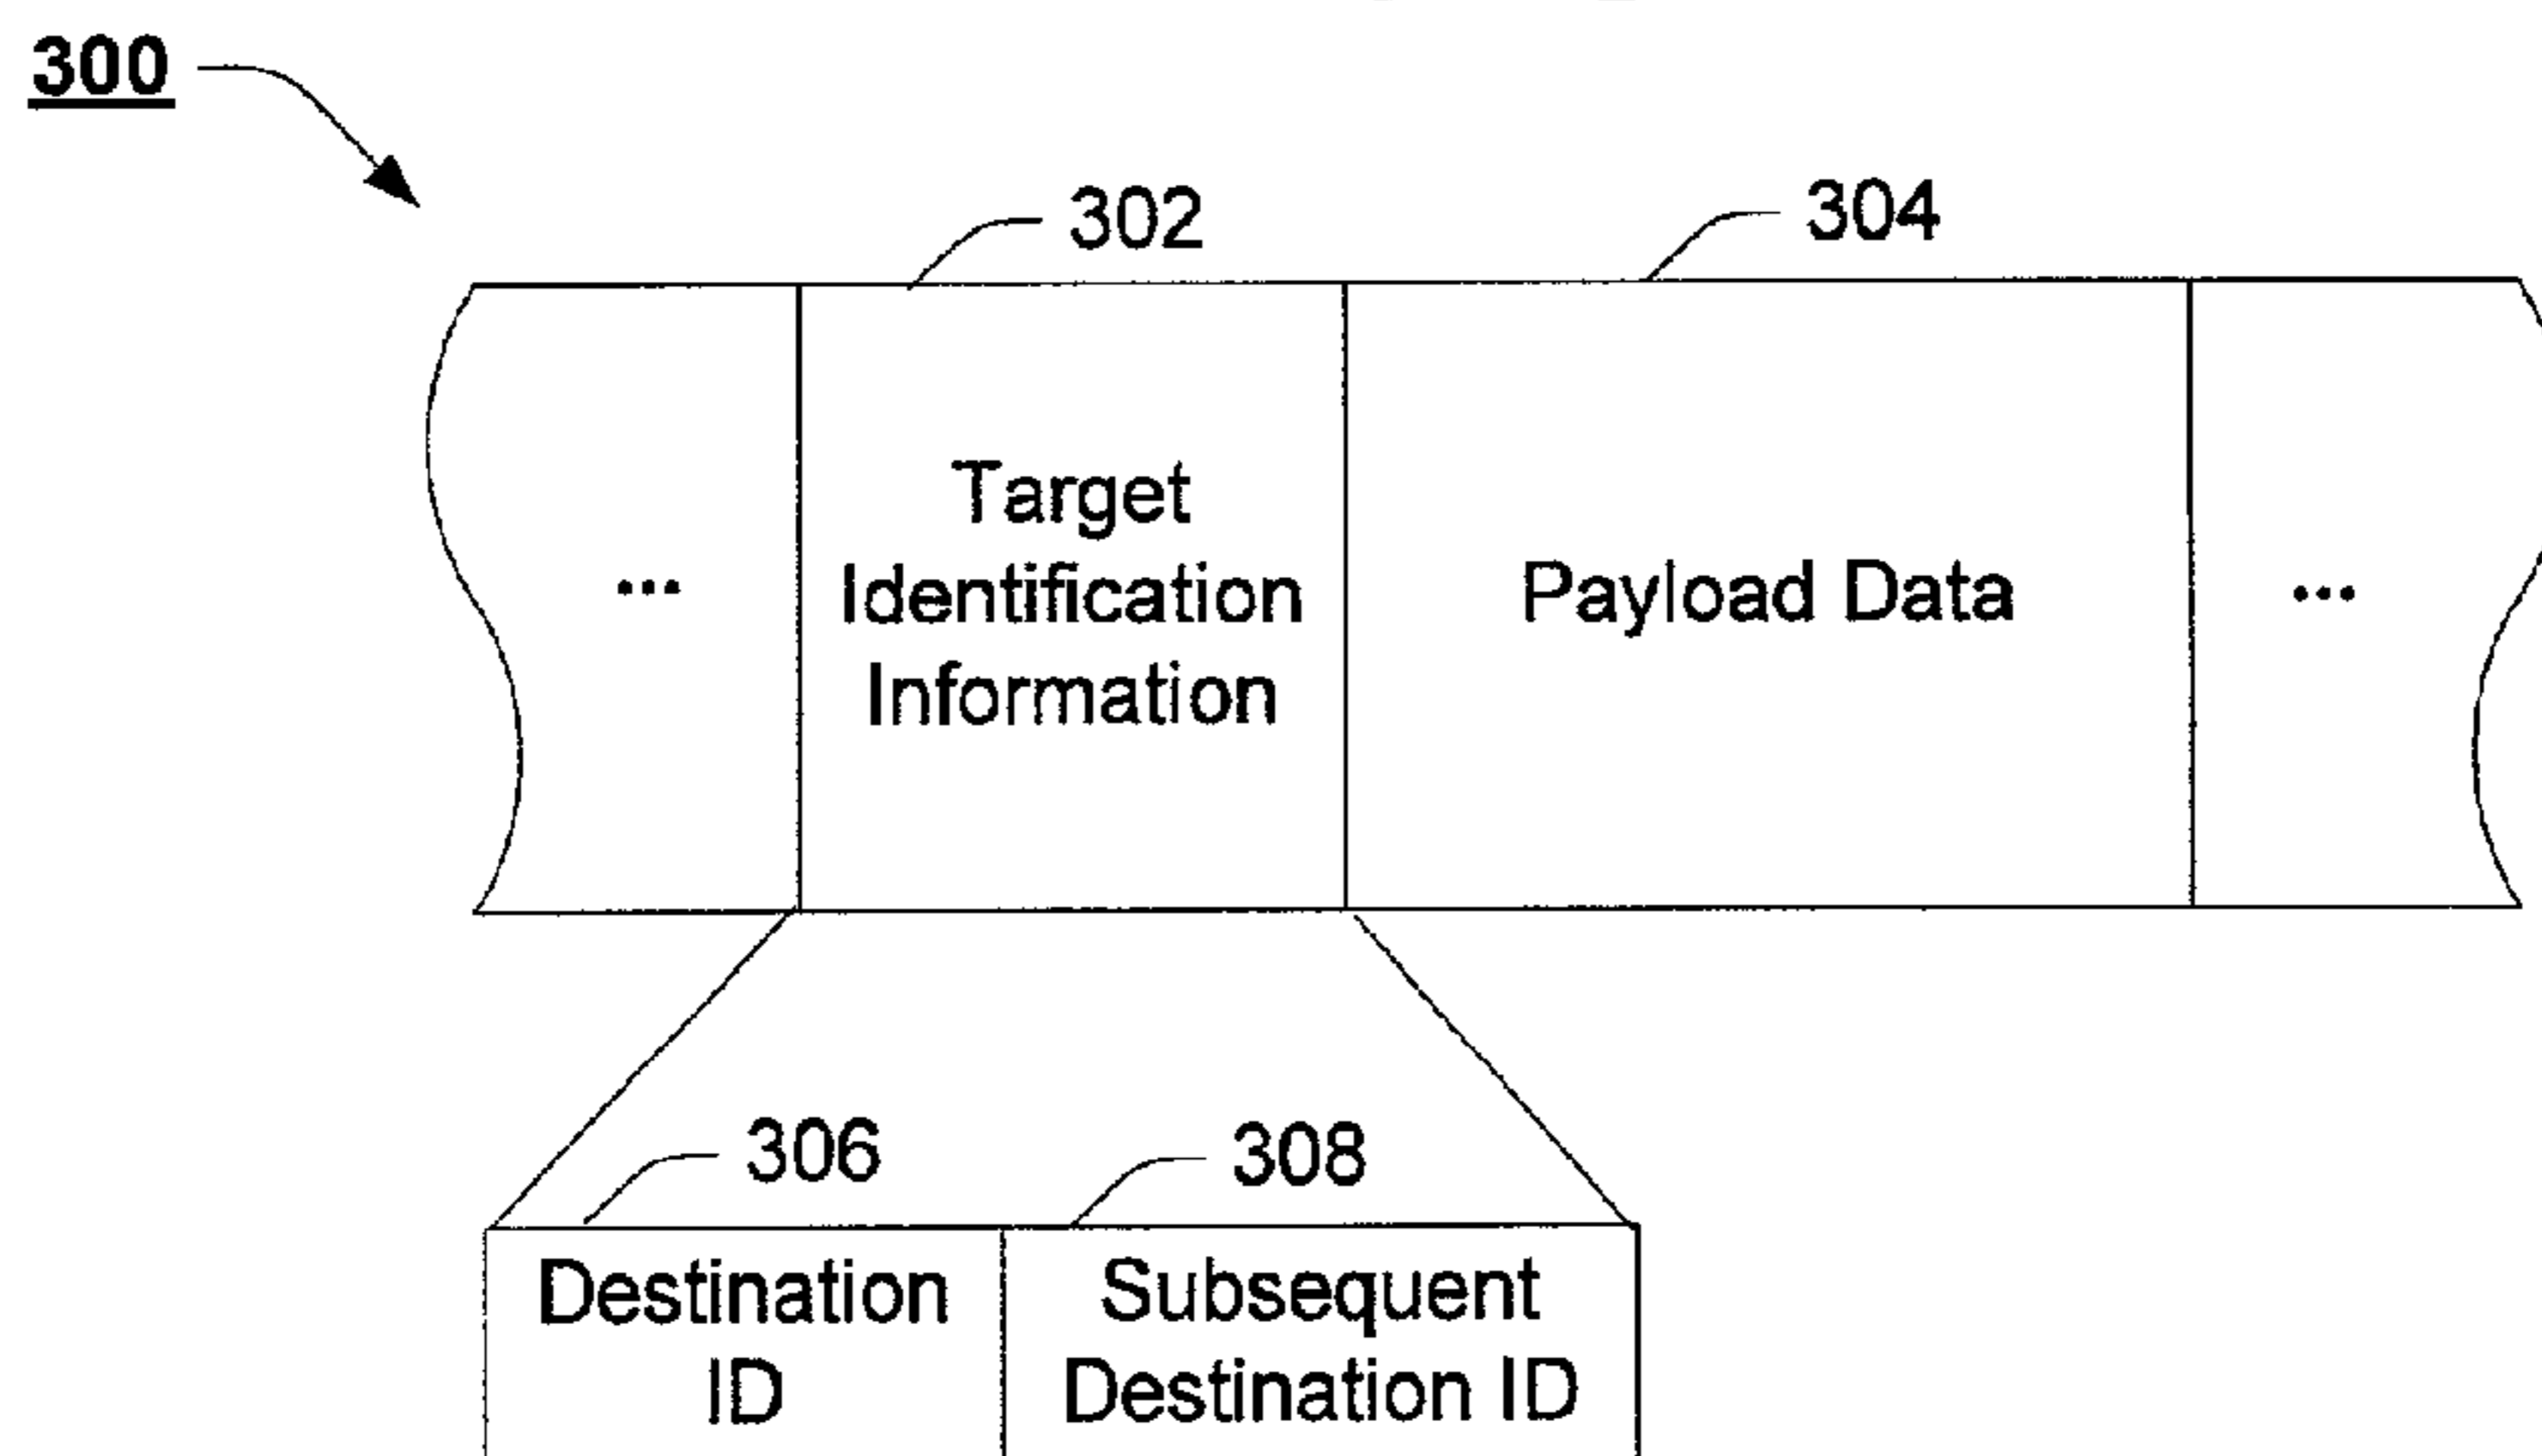 300
302
304
...
Target
Identification
Information
Payload Data
...
306
308
Destination
ID
Subsequent
Destination ID